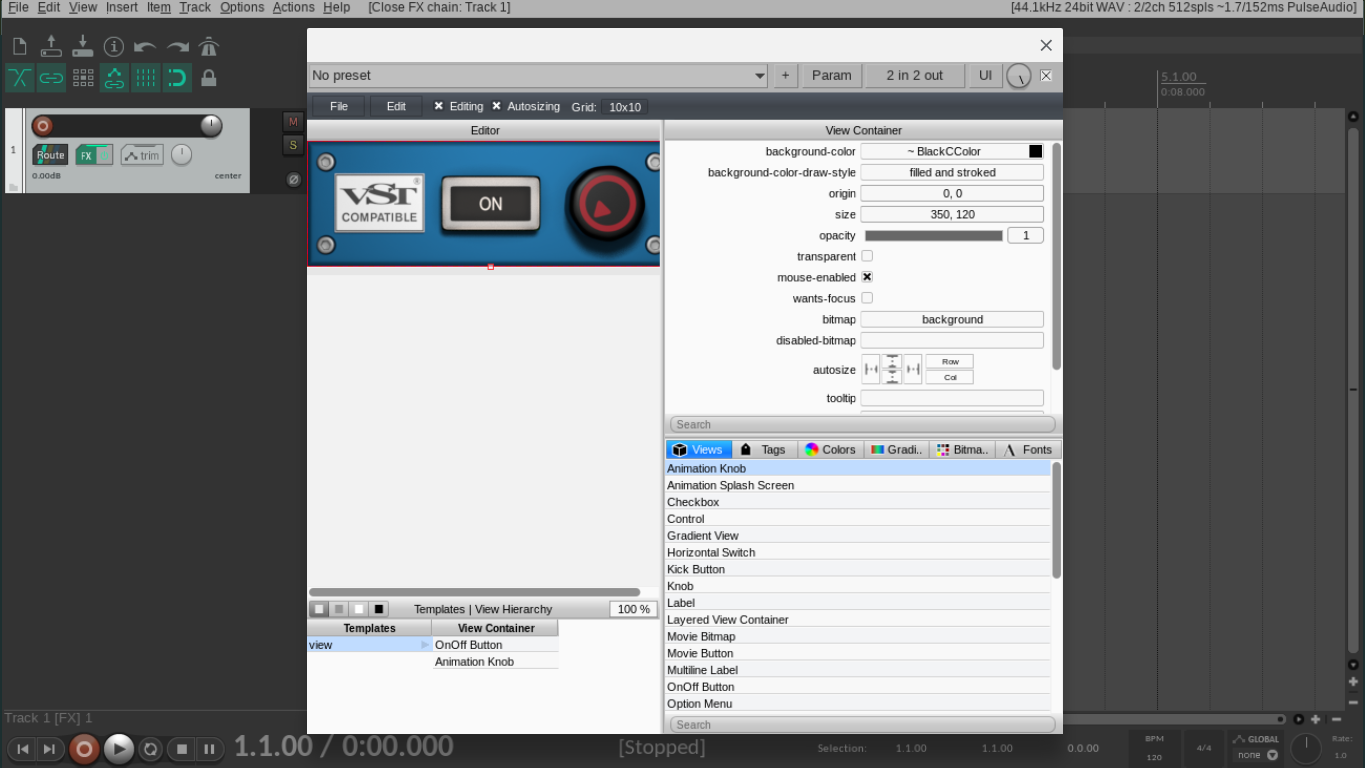 File Edit View Insert Item Track Options Actions Help [Close FX chain: Track 1] [44.1kHz 24bit WAV : 2/2ch 512spls ~1.7/152ms PulseAudio]
No preset + Param 2 in 2 out UI
File Edit Editing Autosizing Grid: 10x10
5.1.00
0:08.000
1
M
S
Route FX trim
0.00dB center
Editor
VST®
COMPATIBLE
ON
View Container
background-color ~ BlackCColor
background-color-draw-style filled and stroked
origin 0, 0
size 350, 120
opacity 1
transparent
mouse-enabled
wants-focus
bitmap background
disabled-bitmap
autosize Row
Col
tooltip
Search
Views Tags Colors Gradi.. Bitma.. Fonts
Animation Knob
Animation Splash Screen
Checkbox
Control
Gradient View
Horizontal Switch
Kick Button
Knob
Label
Layered View Container
Movie Bitmap
Movie Button
Multiline Label
OnOff Button
Option Menu
Search
Templates | View Hierarchy 100 %
Templates View Container
view OnOff Button
Animation Knob
Track 1 [FX] 1
1.1.00 / 0:00.000 [Stopped] Selection: 1.1.00 1.1.00 0.0.00
BPM
120
4/4
GLOBAL
none
Rate:
1.0